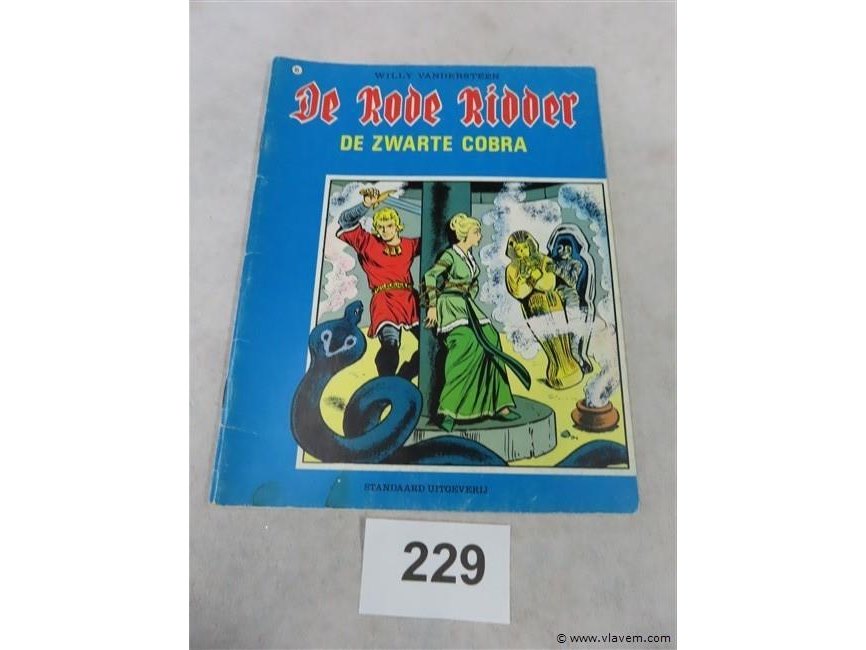 WILLY VANDERSTEEN
De Rode Ridder
DE ZWARTE COBRA
STANDAARD UITGEVERIJ
229
© www.vlavem.com